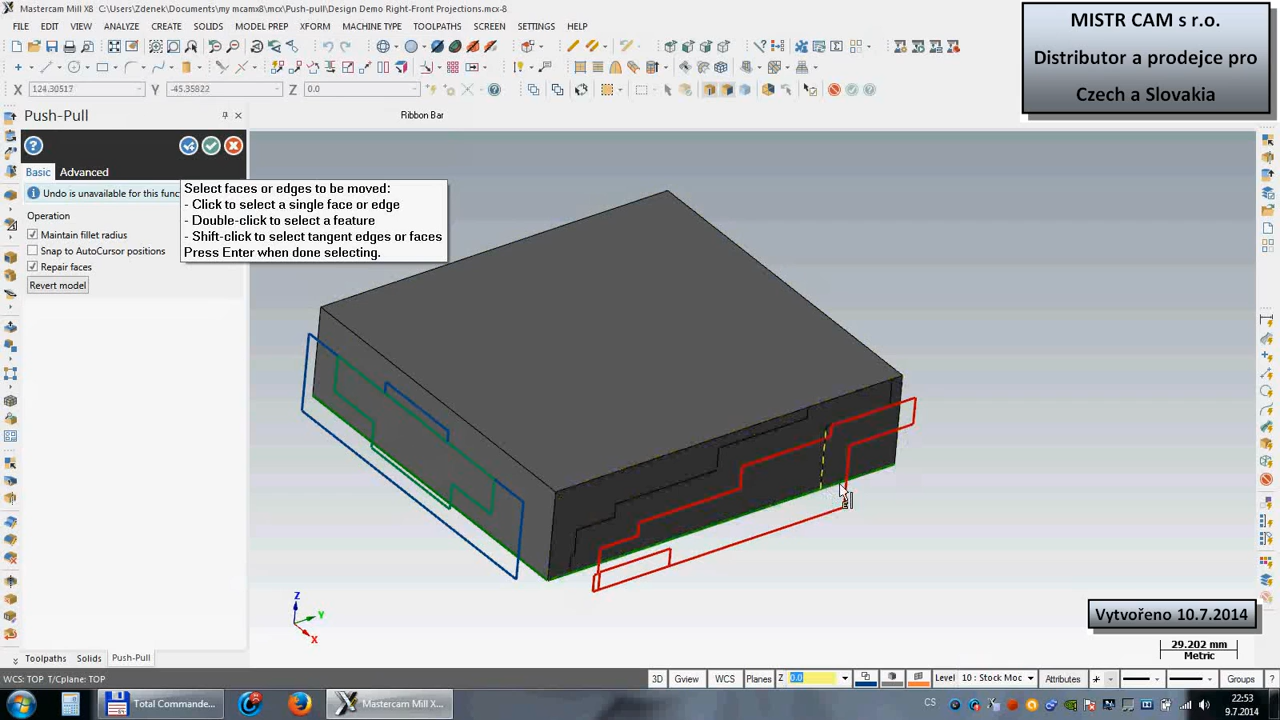 Mastercam Mill X8 C:\Users\Zdenek\Documents\my mcamx8\mcx\Push-pull\Design Demo Right-Front Projections.mcx-8
FILE EDIT VIEW ANALYZE CREATE SOLIDS MODEL PREP XFORM MACHINE TYPE TOOLPATHS SCREEN SETTINGS HELP
MISTR CAM s r.o.
Distributor a prodejce pro
Czech a Slovakia
X 124.30517 Y -45.35822 Z 0.0
Push-Pull
Ribbon Bar
Basic Advanced
Undo is unavailable for this func
Select faces or edges to be moved:
- Click to select a single face or edge
- Double-click to select a feature
- Shift-click to select tangent edges or faces
Press Enter when done selecting.
Operation
Maintain fillet radius
Snap to AutoCursor positions
Repair faces
Revert model
Z
Y
X
Vytvořeno 10.7.2014
29.202 mm
Metric
Toolpaths Solids Push-Pull
WCS: TOP T/Cplane: TOP
3D Gview WCS Planes Z 0.0 Level 10 : Stock Moc Attributes Groups ?
Total Commande...
Mastercam Mill X...
CS
22:53
9.7.2014